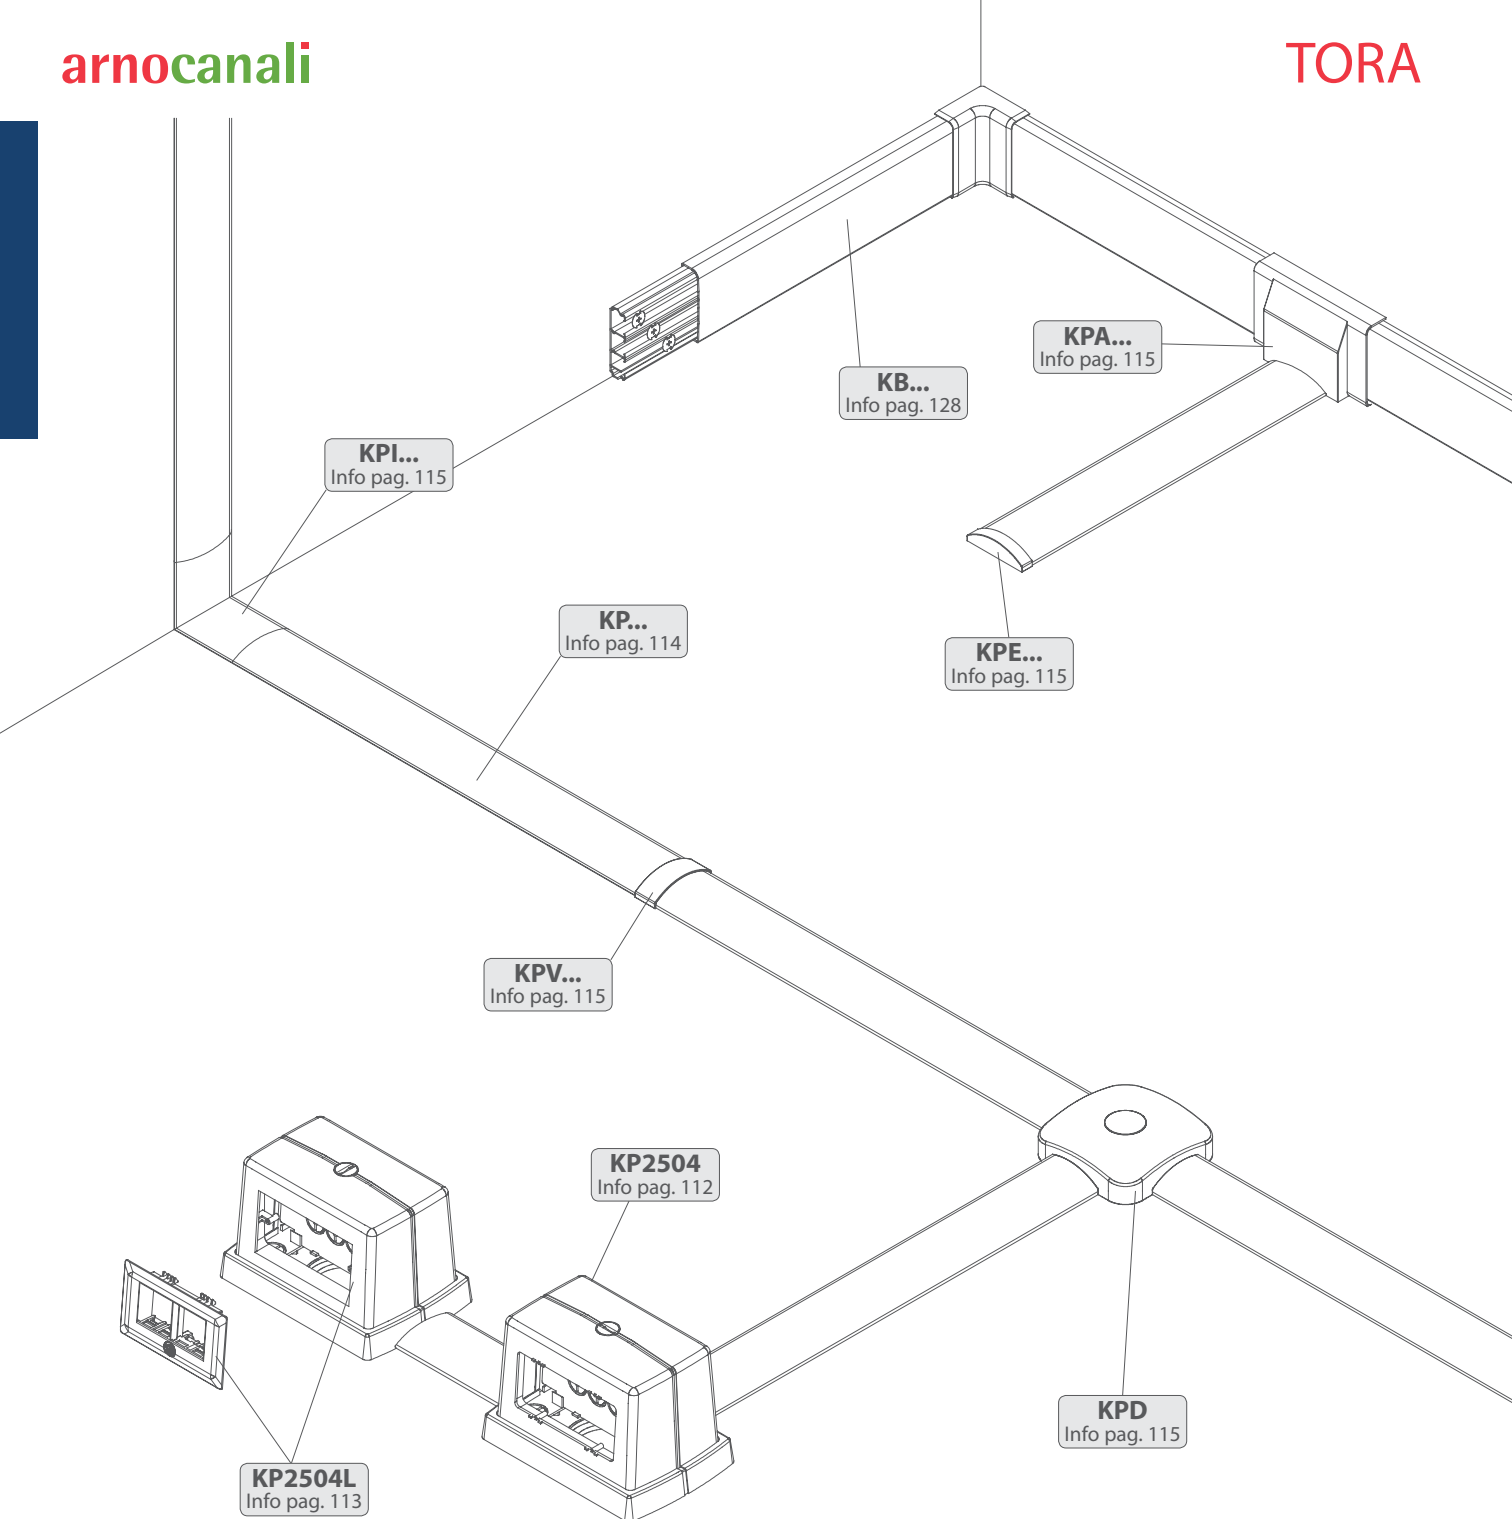 arnocanali
TORA
KPA...
Info pag. 115
KB...
Info pag. 128
KPI...
Info pag. 115
KP...
Info pag. 114
KPE...
Info pag. 115
KPV...
Info pag. 115
KP2504
Info pag. 112
KPD
Info pag. 115
KP2504L
Info pag. 113